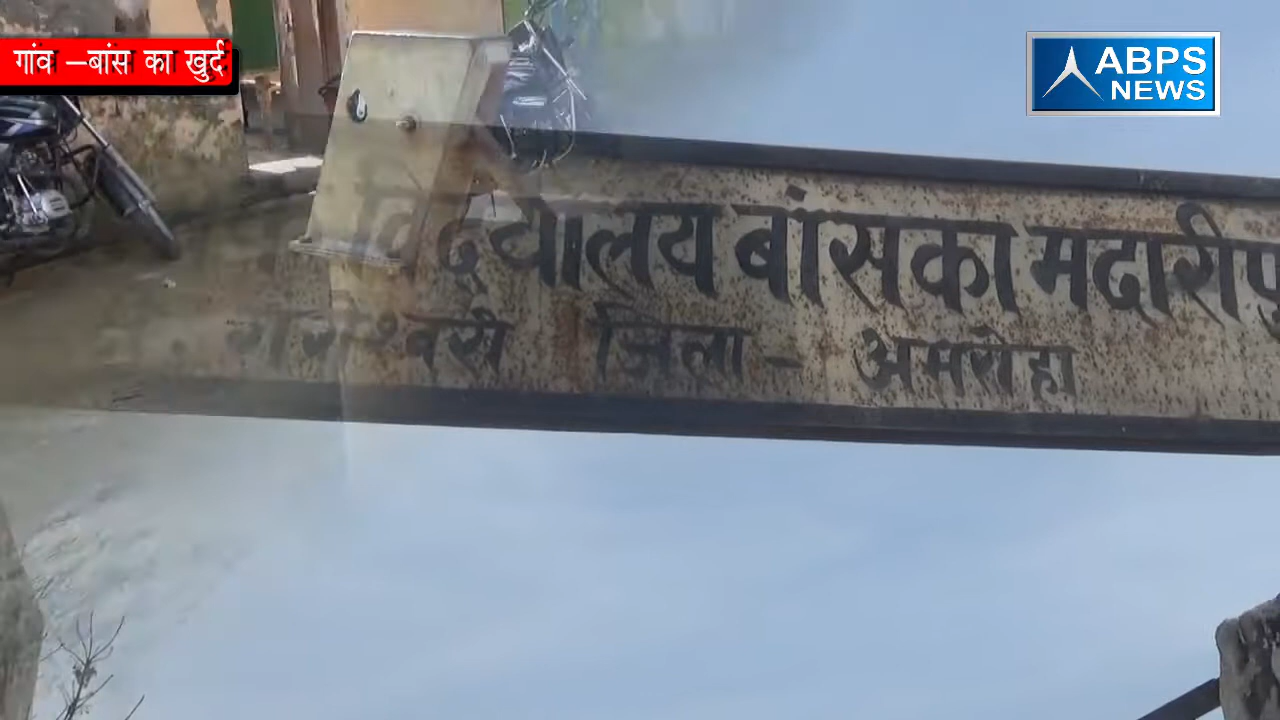 गांव –बांस का खुर्द
ABPS
NEWS
विद्यालय बांसका मदारीपु
जिला – अमरोहा